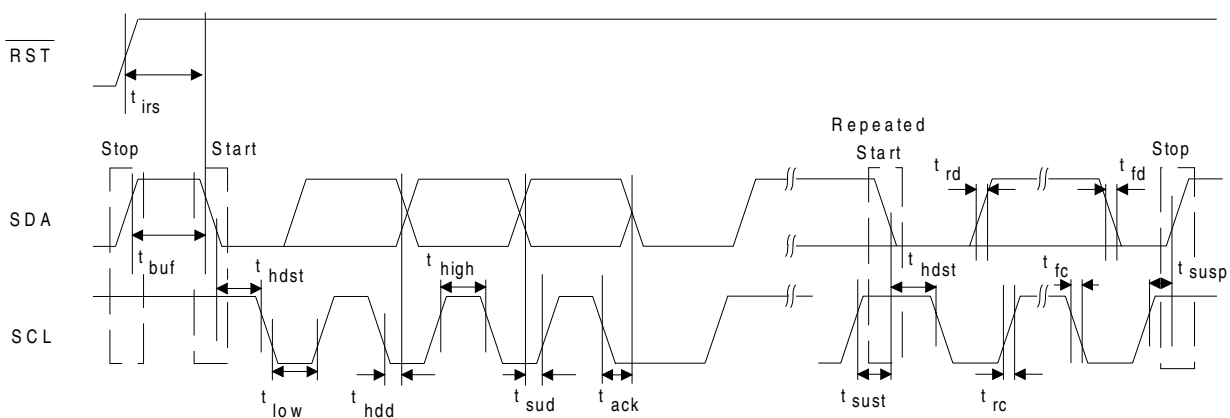 RST
t irs
Repeated
Stop
Start
Start
Stop
t rd
t fd
SDA
t buf
t hdst
t high
t hdst
t fc
t susp
SCL
t low
t hdd
t sud
t ack
t sust
t rc